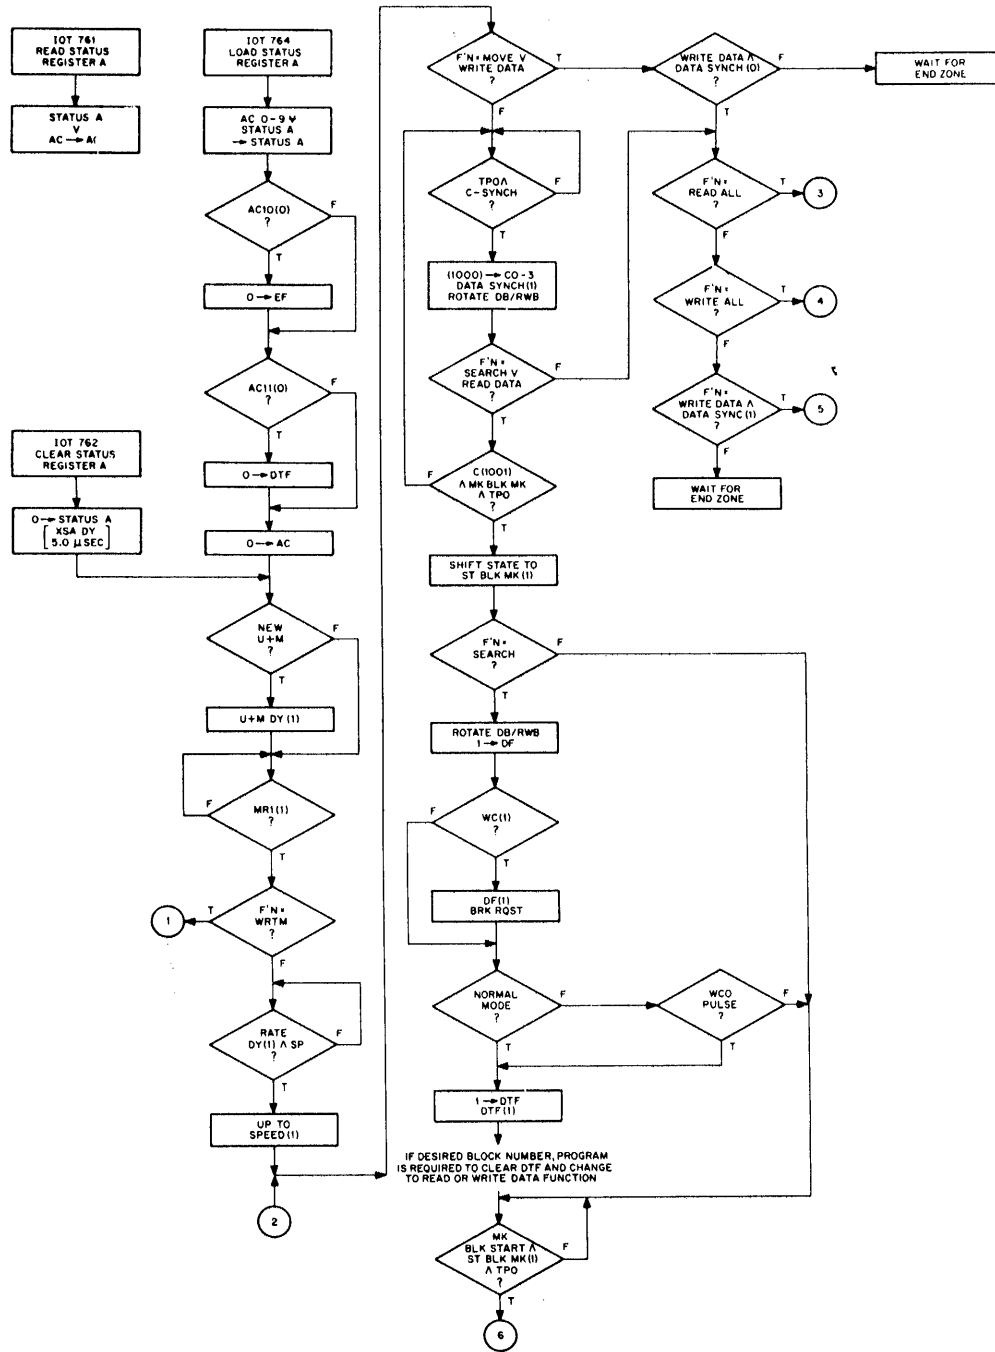 IOT 761
READ STATUS
REGISTER A
STATUS A
V
AC → AC
IOT 764
LOAD STATUS
REGISTER A
AC 0-9 ⊻
STATUS A
→ STATUS A
AC10(0)
?
F
T
0 → EF
AC11(0)
?
F
T
0 → DTF
0 → AC
IOT 762
CLEAR STATUS
REGISTER A
0 → STATUS A
[ XSA DY
5.0 µSEC ]
NEW
U+M
?
F
T
U+M DY(1)
MR1(1)
?
F
T
F'N=
WRTM
?
T
1
F
RATE
DY(1) Λ SP
?
F
T
UP TO
SPEED(1)
2
F'N=MOVE V
WRITE DATA
?
T
F
TPOΛ
C-SYNCH
?
F
T
(1000) → CO-3
DATA SYNCH(1)
ROTATE DB/RWB
F'N=
SEARCH V
READ DATA
?
F
T
C(1001)
Λ MK BLK MK
Λ TPO
?
F
T
SHIFT STATE TO
ST BLK MK(1)
F'N=
SEARCH
?
F
T
ROTATE DB/RWB
1 → DF
WC(1)
?
F
T
DF(1)
BRK RQST
NORMAL
MODE
?
F
T
WCO
PULSE
?
F
T
1 → DTF
DTF(1)
IF DESIRED BLOCK NUMBER, PROGRAM
IS REQUIRED TO CLEAR DTF AND CHANGE
TO READ OR WRITE DATA FUNCTION
MK
BLK START Λ
ST BLK MK(1)
Λ TPO
?
F
T
6
WRITE DATA Λ
DATA SYNCH(0)
?
F
T
WAIT FOR
END ZONE
F'N=
READ ALL
?
T
3
F
F'N=
WRITE ALL
?
T
4
F
F'N=
WRITE DATA Λ
DATA SYNC(1)
?
T
5
F
WAIT FOR
END ZONE